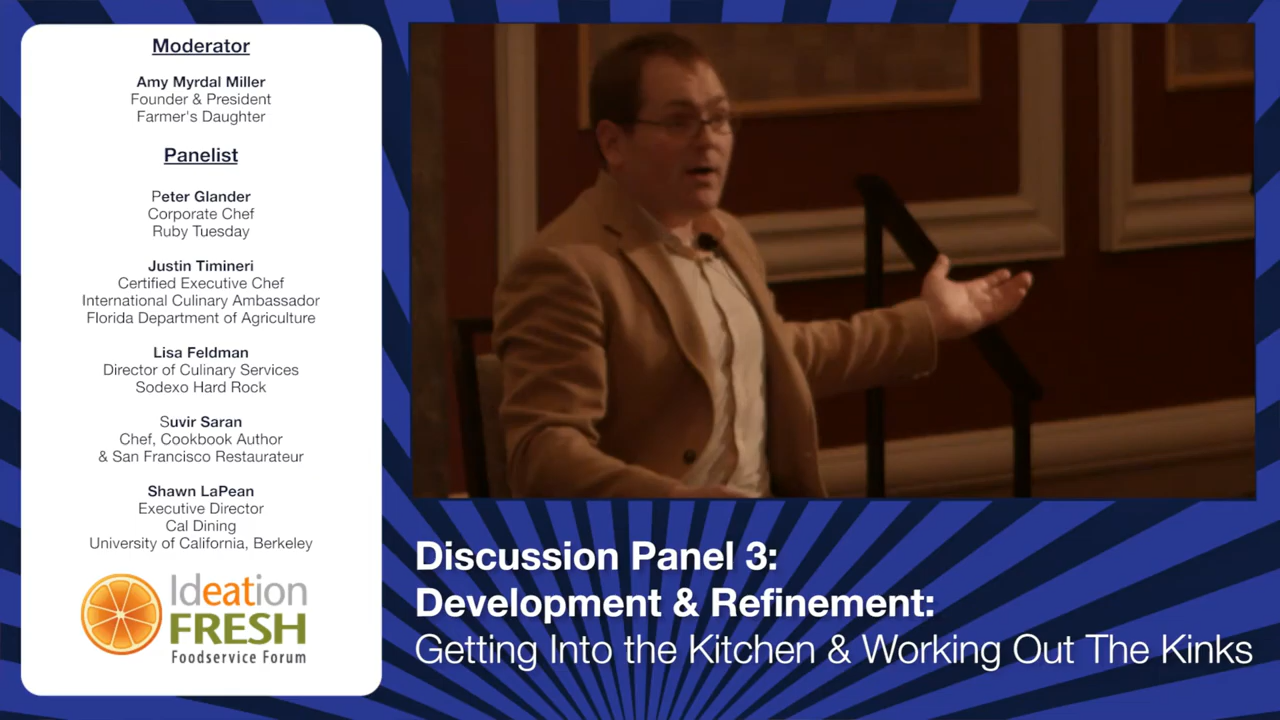 Moderator
Amy Myrdal Miller
Founder & President
Farmer's Daughter
Panelist
Peter Glander
Corporate Chef
Ruby Tuesday
Justin Timineri
Certified Executive Chef
International Culinary Ambassador
Florida Department of Agriculture
Lisa Feldman
Director of Culinary Services
Sodexo Hard Rock
Suvir Saran
Chef, Cookbook Author
& San Francisco Restaurateur
Shawn LaPean
Executive Director
Cal Dining
University of California, Berkeley
Ideation
FRESH
Foodservice Forum
Discussion Panel 3:
Development & Refinement:
Getting Into the Kitchen & Working Out The Kinks